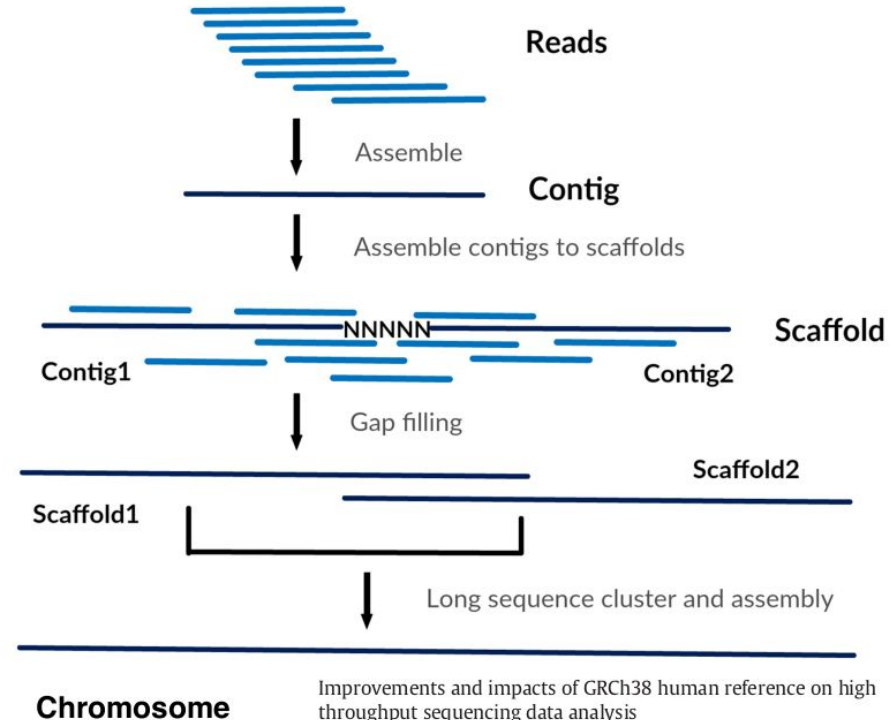 Reads
Assemble
Contig
Assemble contigs to scaffolds
NNNNN
Scaffold
Contig1
Contig2
Gap filling
Scaffold2
Scaffold1
Long sequence cluster and assembly
Chromosome
Improvements and impacts of GRCh38 human reference on high
throughput sequencing data analysis